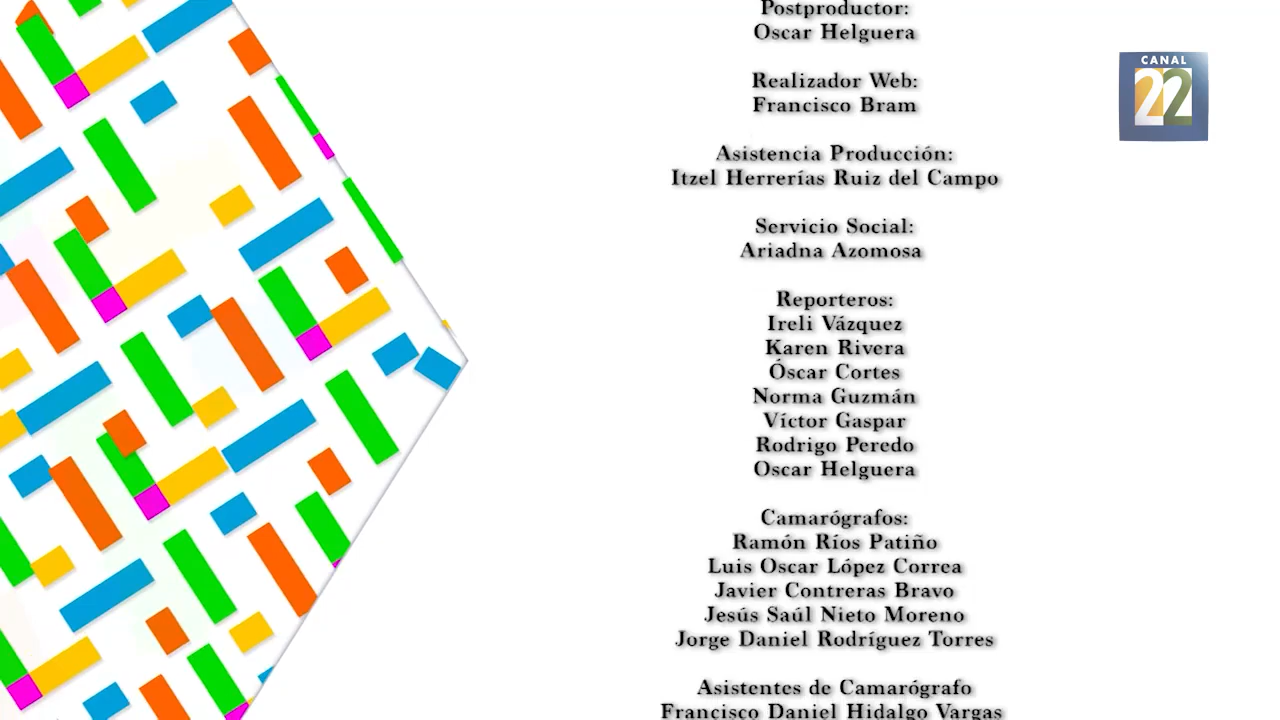 Postproductor:
Oscar Helguera
CANAL
22
Realizador Web:
Francisco Bram
Asistencia Producción:
Itzel Herrerías Ruiz del Campo
Servicio Social:
Ariadna Azomosa
Reporteros:
Ireli Vázquez
Karen Rivera
Óscar Cortes
Norma Guzmán
Víctor Gaspar
Rodrigo Peredo
Oscar Helguera
Camarógrafos:
Ramón Ríos Patiño
Luis Oscar López Correa
Javier Contreras Bravo
Jesús Saúl Nieto Moreno
Jorge Daniel Rodríguez Torres
Asistentes de Camarógrafo
Francisco Daniel Hidalgo Vargas